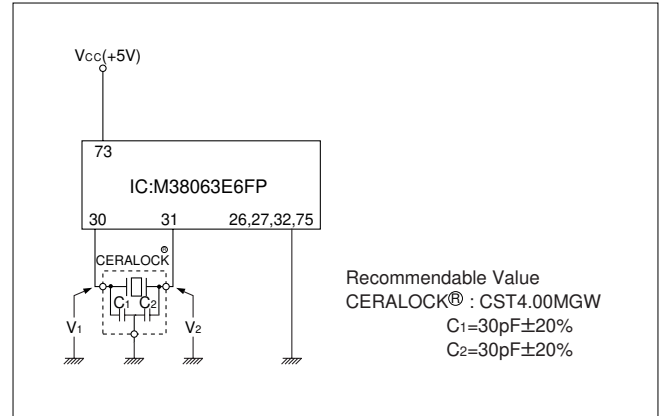 Vcc(+5V)
73
IC:M38063E6FP
30 31 26,27,32,75
CERALOCK®
C1 C2
V1 V2
Recommendable Value
CERALOCK® : CST4.00MGW
C1=30pF±20%
C2=30pF±20%